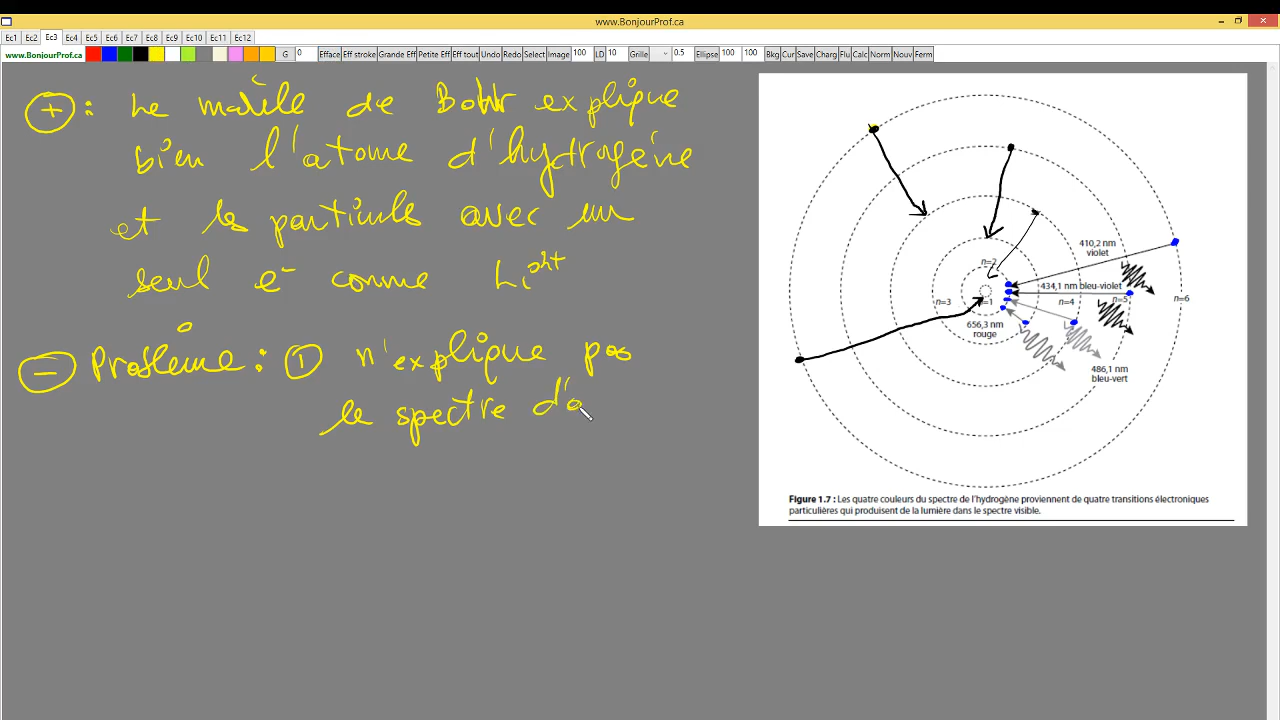 www.BonjourProf.ca
Ec1 Ec2 Ec3 Ec4 Ec5 Ec6 Ec7 Ec8 Ec9 Ec10 Ec11 Ec12
www.BonjourProf.ca G 0 Efface Eff stroke Grande Eff Petite Eff Eff tout Undo Redo Select Image 100 LD 10 Grille 0.5 Ellipse 100 100 Bkg Cur Save Charg Flu Calc Norm Nouv Ferm
+ : Le modèle de Bohr explique
bien l'atome d'hydrogéne
et les particules avec un
seul e- comme Li
- Problème : 1 n'explique pas
le spectre d'a
410,2 nm
violet
n=2
434,1 nm bleu-violet
n=3 n=1 n=4 n=5 n=6
656,3 nm
rouge
486,1 nm
bleu-vert
Figure 1.7 : Les quatre couleurs du spectre de l'hydrogène proviennent de quatre transitions électroniques
particulières qui produisent de la lumière dans le spectre visible.